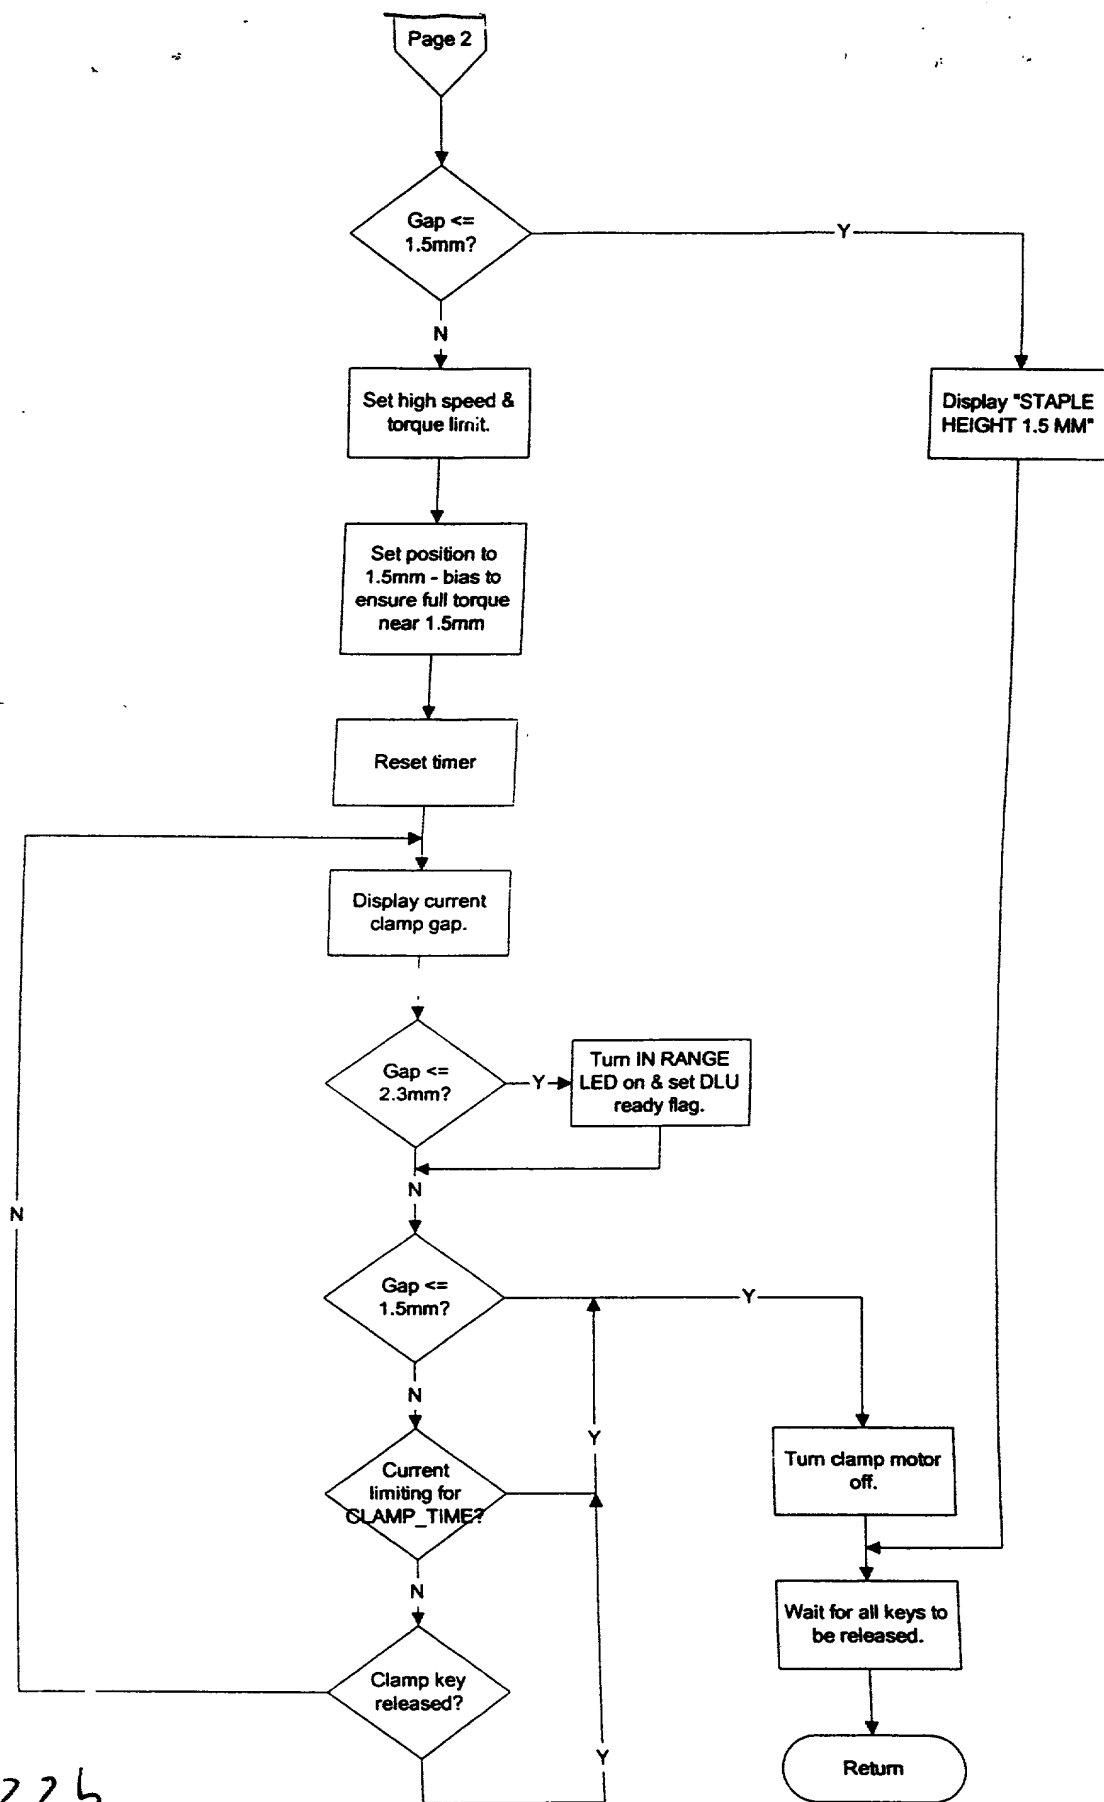 Page 2
Gap <=
1.5mm?
Y
N
Set high speed &
torque limit.
Display "STAPLE
HEIGHT 1.5 MM"
Set position to
1.5mm - bias to
ensure full torque
near 1.5mm
Reset timer
Display current
clamp gap.
Gap <=
2.3mm?
Y
Turn IN RANGE
LED on & set DLU
ready flag.
N
N
Gap <=
1.5mm?
Y
N
Y
Current
limiting for
CLAMP_TIME?
Turn clamp motor
off.
N
Wait for all keys to
be released.
Clamp key
released?
Y
Return
22b